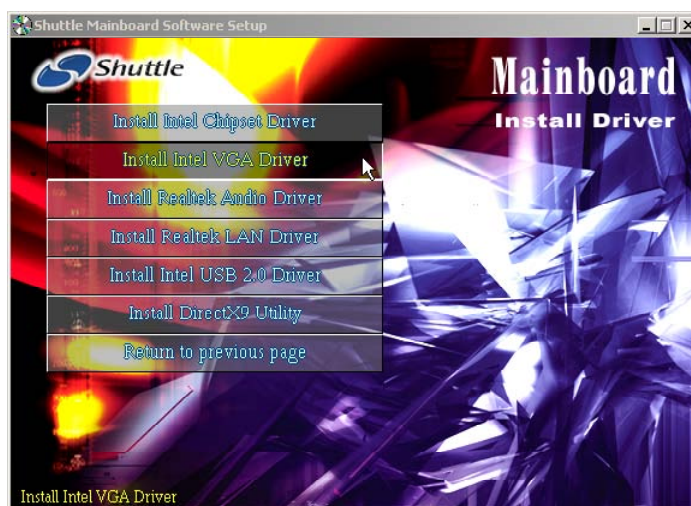 Shuttle Mainboard Software Setup
Shuttle
Mainboard
Install Driver
Install Intel Chipset Driver
Install Intel VGA Driver
Install Realtek Audio Driver
Install Realtek LAN Driver
Install Intel USB 2.0 Driver
Install DirectX9 Utility
Return to previous page
Install Intel VGA Driver